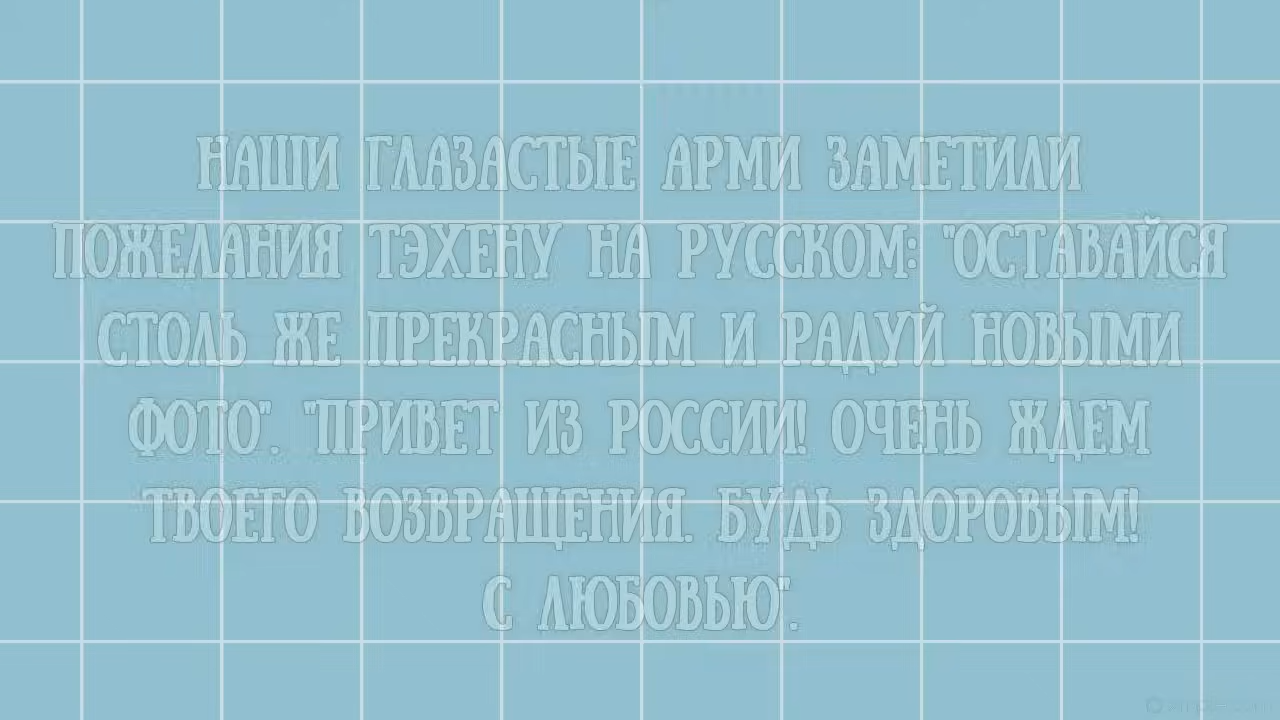 НАШИ ГЛАЗАСТЫЕ АРМИ ЗАМЕТИЛИ
ПОЖЕЛАНИЯ ТЭХЕНУ НА РУССКОМ: "ОСТАВАЙСЯ
СТОЛЬ ЖЕ ПРЕКРАСНЫМ И РАДУЙ НОВЫМИ
ФОТО". "ПРИВЕТ ИЗ РОССИИ! ОЧЕНЬ ЖДЕМ
ТВОЕГО ВОЗВРАЩЕНИЯ. БУДЬ ЗДОРОВЫМ!
С ЛЮБОВЬЮ".